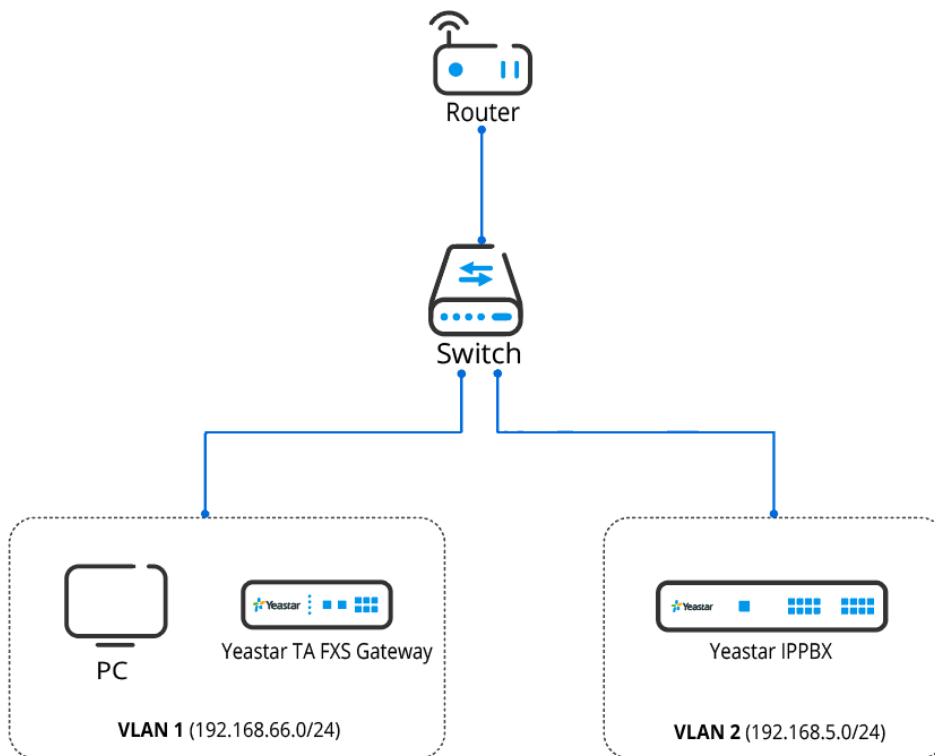 Router
Switch
Yeastar
Yeastar
PC
Yeastar TA FXS Gateway
Yeastar IPPBX
VLAN 1 (192.168.66.0/24)
VLAN 2 (192.168.5.0/24)